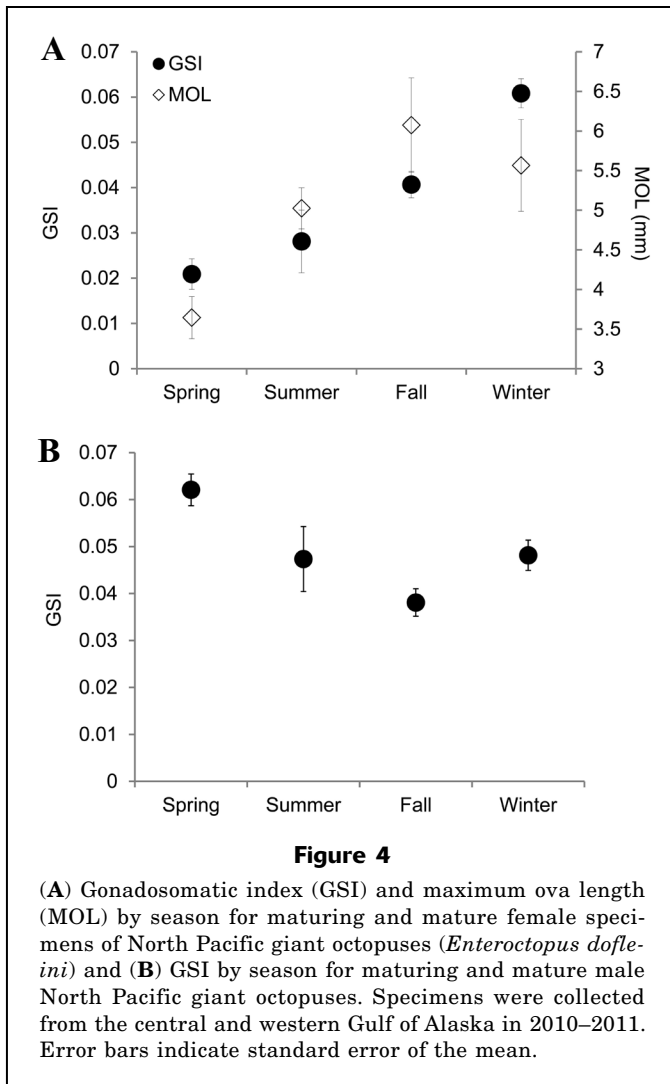 A
GSI
MOL
0.07
0.06
0.05
0.04
0.03
0.02
0.01
0
GSI
7
6.5
6
5.5
5
4.5
4
3.5
3
MOL (mm)
Spring Summer Fall Winter
B
0.07
0.06
0.05
0.04
0.03
0.02
0.01
0
GSI
Spring Summer Fall Winter
Figure 4
(A) Gonadosomatic index (GSI) and maximum ova length
(MOL) by season for maturing and mature female speci-
mens of North Pacific giant octopuses (Enteroctopus dofle-
ini) and (B) GSI by season for maturing and mature male
North Pacific giant octopuses. Specimens were collected
from the central and western Gulf of Alaska in 2010–2011.
Error bars indicate standard error of the mean.